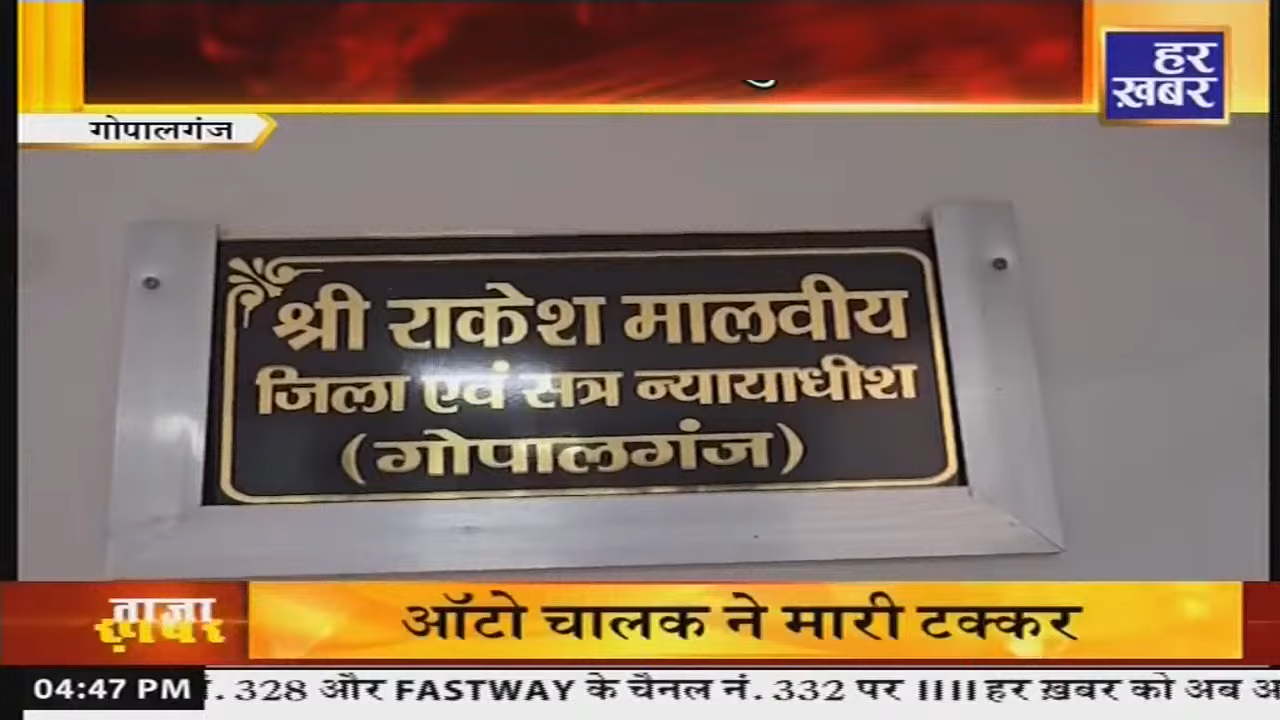 हर
ख़बर
गोपालगंज
श्री राकेश मालवीय
जिला एवं सत्र न्यायाधीश
(गोपालगंज)
ताजा
ख़बर
ऑटो चालक ने मारी टक्कर
04:47 PM
. 328 और FASTWAY के चैनल नं. 332 पर IIII हर ख़बर को अब